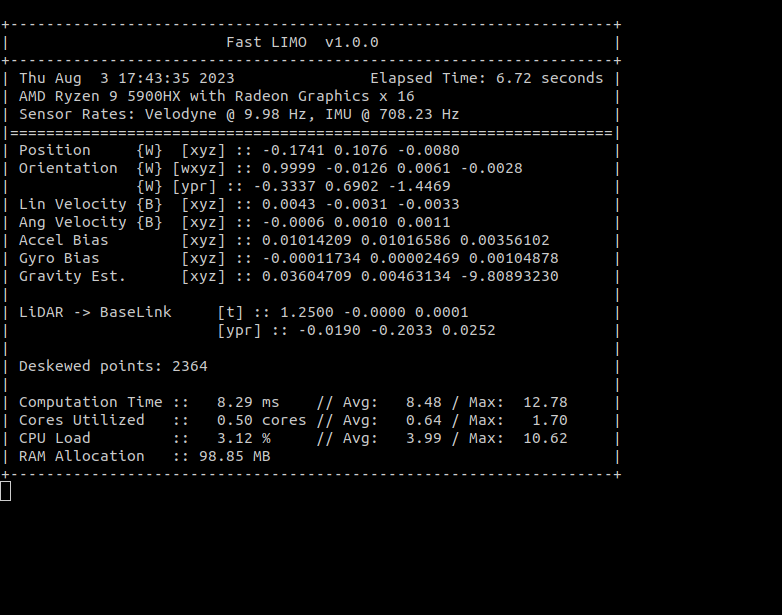 +-------------------------------------------------------------------+
|                        Fast LIMO  v1.0.0                          |
+-------------------------------------------------------------------+
| Thu Aug  3 17:43:35 2023               Elapsed Time: 6.72 seconds |
| AMD Ryzen 9 5900HX with Radeon Graphics x 16                      |
| Sensor Rates: Velodyne @ 9.98 Hz, IMU @ 708.23 Hz                 |
|===================================================================|
| Position     {W}  [xyz] :: -0.1741 0.1076 -0.0080                 |
| Orientation  {W} [wxyz] :: 0.9999 -0.0126 0.0061 -0.0028          |
|              {W} [ypr] :: -0.3337 0.6902 -1.4469                  |
| Lin Velocity {B}  [xyz] :: 0.0043 -0.0031 -0.0033                 |
| Ang Velocity {B}  [xyz] :: -0.0006 0.0010 0.0011                  |
| Accel Bias        [xyz] :: 0.01014209 0.01016586 0.00356102       |
| Gyro Bias         [xyz] :: -0.00011734 0.00002469 0.00104878      |
| Gravity Est.      [xyz] :: 0.03604709 0.00463134 -9.80893230      |
|                                                                   |
| LiDAR -> BaseLink     [t] :: 1.2500 -0.0000 0.0001                |
|                       [ypr] :: -0.0190 -0.2033 0.0252             |
|                                                                   |
| Deskewed points: 2364                                             |
|                                                                   |
| Computation Time ::   8.29 ms    // Avg:   8.48 / Max:  12.78     |
| Cores Utilized   ::   0.50 cores // Avg:   0.64 / Max:   1.70     |
| CPU Load         ::   3.12 %     // Avg:   3.99 / Max:  10.62     |
| RAM Allocation   :: 98.85 MB                                      |
+-------------------------------------------------------------------+